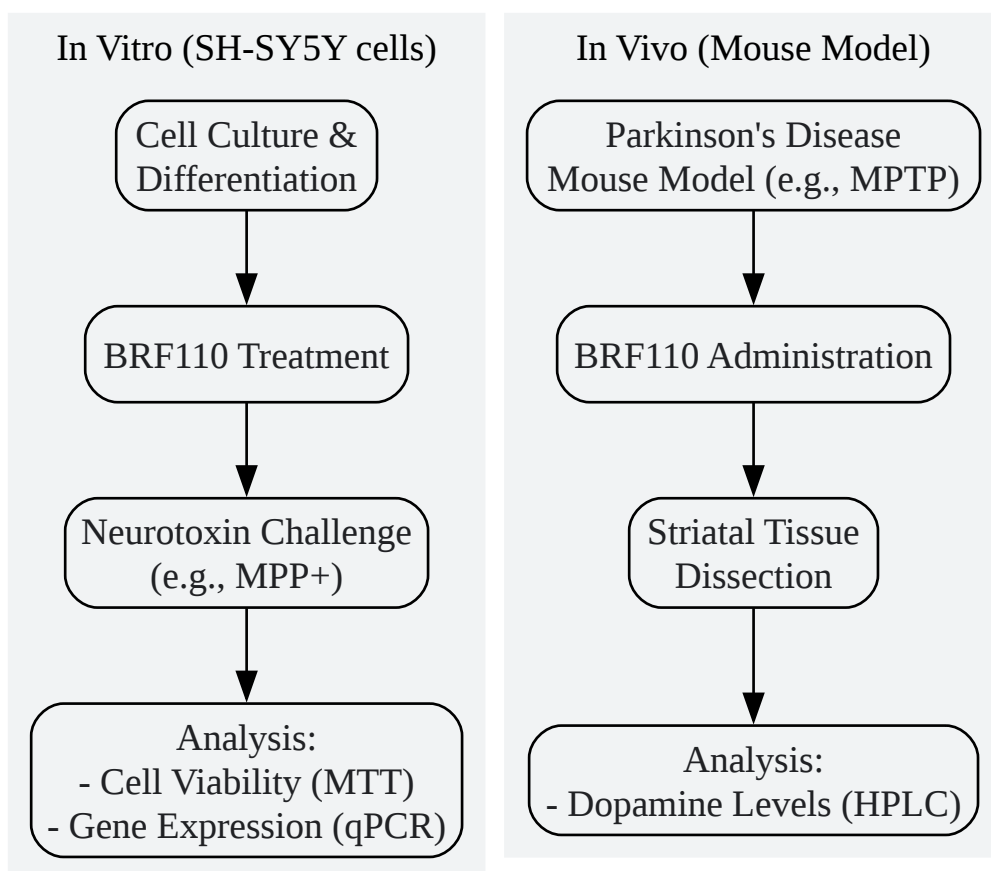 In Vitro (SH-SY5Y cells)
Cell Culture &
Differentiation
BRF110 Treatment
Neurotoxin Challenge
(e.g., MPP+)
Analysis:
- Cell Viability (MTT)
- Gene Expression (qPCR)
In Vivo (Mouse Model)
Parkinson's Disease
Mouse Model (e.g., MPTP)
BRF110 Administration
Striatal Tissue
Dissection
Analysis:
- Dopamine Levels (HPLC)